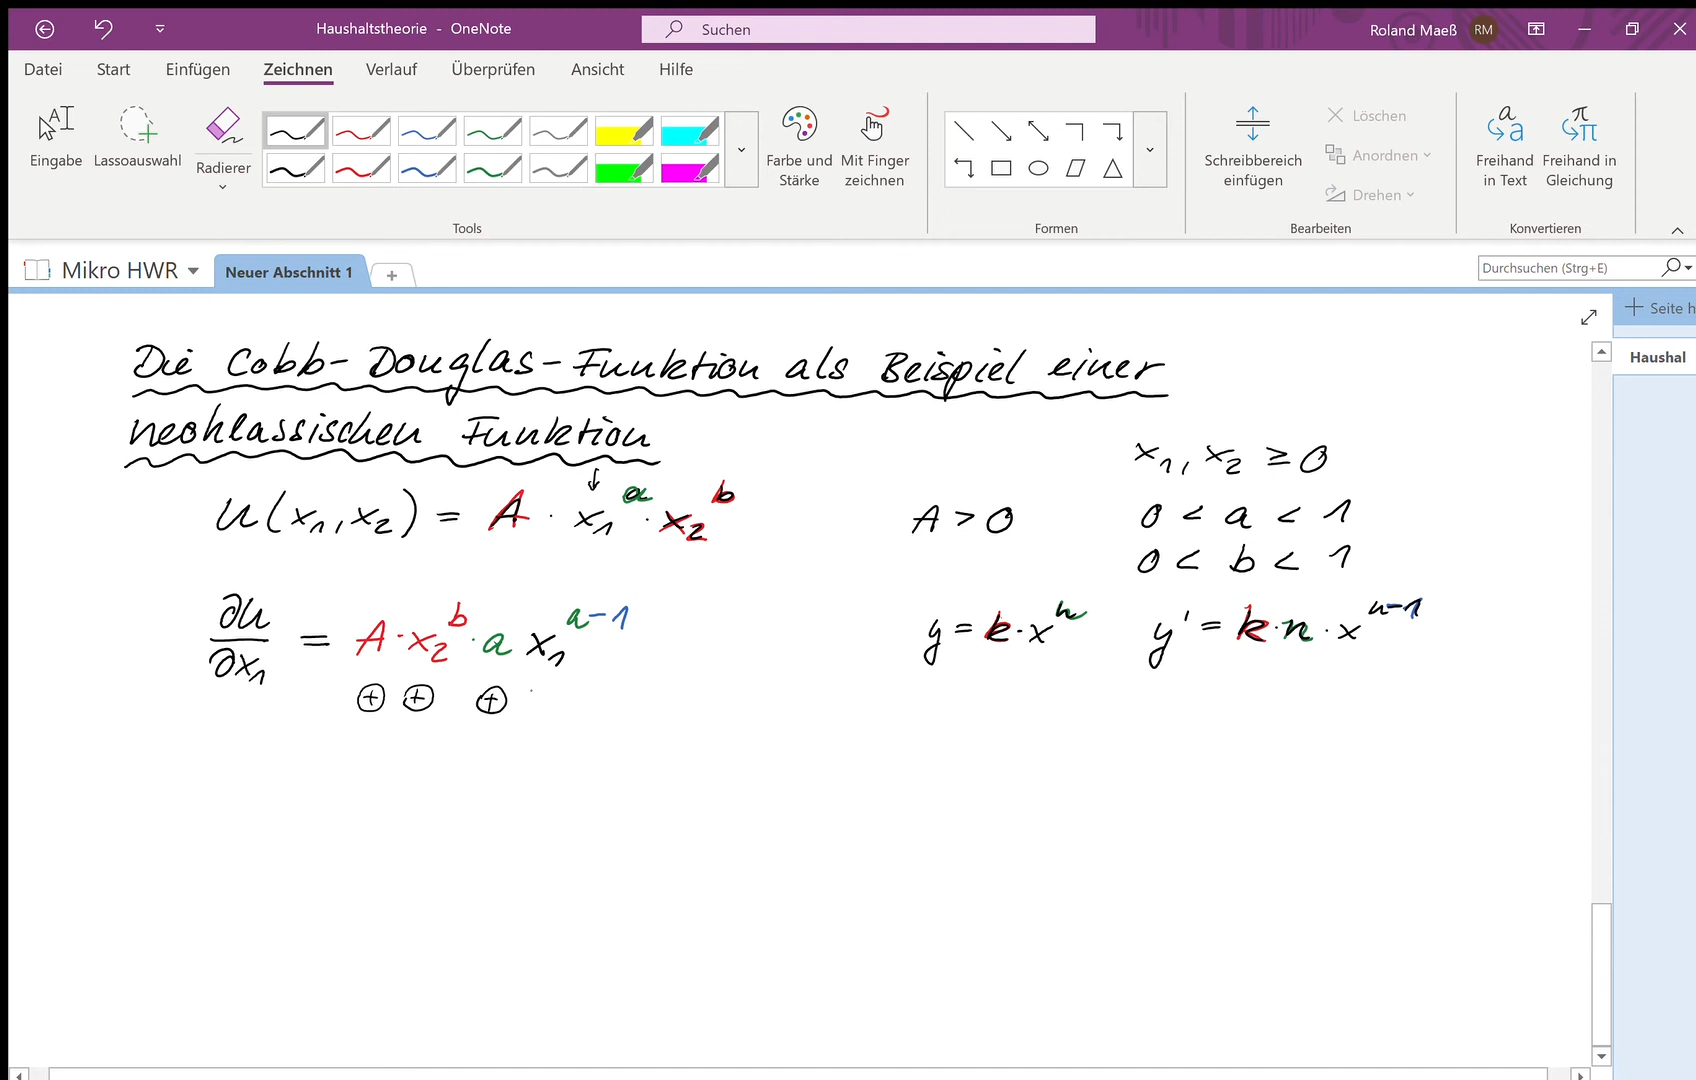 Haushaltstheorie - OneNote
Suchen
Roland Maeß RM
Datei Start Einfügen Zeichnen Verlauf Überprüfen Ansicht Hilfe
Eingabe Lassoauswahl Radierer Farbe und Stärke Mit Finger zeichnen Schreibbereich einfügen Löschen Anordnen Drehen Freihand in Text Freihand in Gleichung
Tools Formen Bearbeiten Konvertieren
Mikro HWR Neuer Abschnitt 1 + Durchsuchen (Strg+E)
Seite h
Haushal
Die Cobb-Douglas-Funktion als Beispiel einer
neoklassischen Funktion
x₁, x₂ ≥ 0
u(x₁,x₂) = A · x₁^a · x₂^b A > 0 0 < a < 1
0 < b < 1
∂u/∂x₁ = A · x₂^b · a x₁^(a-1) y = k · x^n y' = k · n · x^(n-1)
⊕ ⊕ ⊕